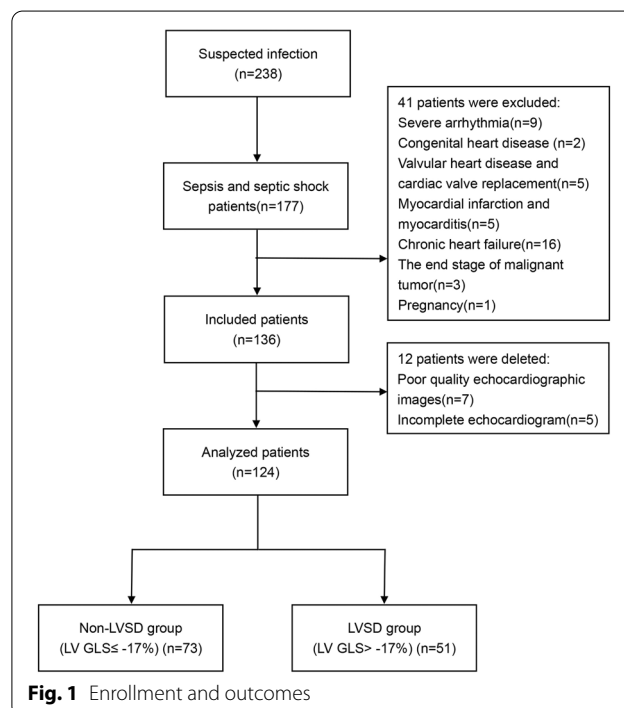 Suspected infection
(n=238)
41 patients were excluded:
Severe arrhythmia(n=9)
Congenital heart disease (n=2)
Valvular heart disease and
cardiac valve replacement(n=5)
Myocardial infarction and
myocarditis(n=5)
Chronic heart failure(n=16)
The end stage of malignant
tumor(n=3)
Pregnancy(n=1)
Sepsis and septic shock
patients(n=177)
Included patients
(n=136)
12 patients were deleted:
Poor quality echocardiographic
images(n=7)
Incomplete echocardiogram(n=5)
Analyzed patients
(n=124)
Non-LVSD group
(LV GLS≤ -17%) (n=73)
LVSD group
(LV GLS> -17%) (n=51)
Fig. 1 Enrollment and outcomes